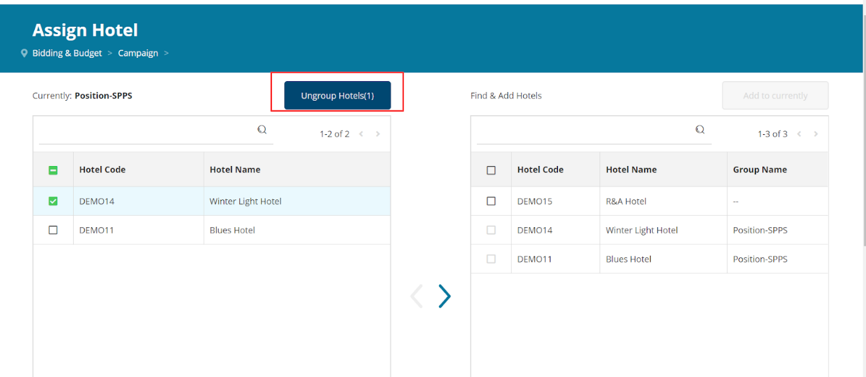 Assign Hotel
Bidding & Budget > Campaign >
Currently: Position-SPPS
Ungroup Hotels(1)
Find & Add Hotels
Add to currently
1-2 of 2 < >
Hotel Code Hotel Name
DEMO14 Winter Light Hotel
DEMO11 Blues Hotel
1-3 of 3 < >
Hotel Code Hotel Name Group Name
DEMO15 R&A Hotel --
DEMO14 Winter Light Hotel Position-SPPS
DEMO11 Blues Hotel Position-SPPS